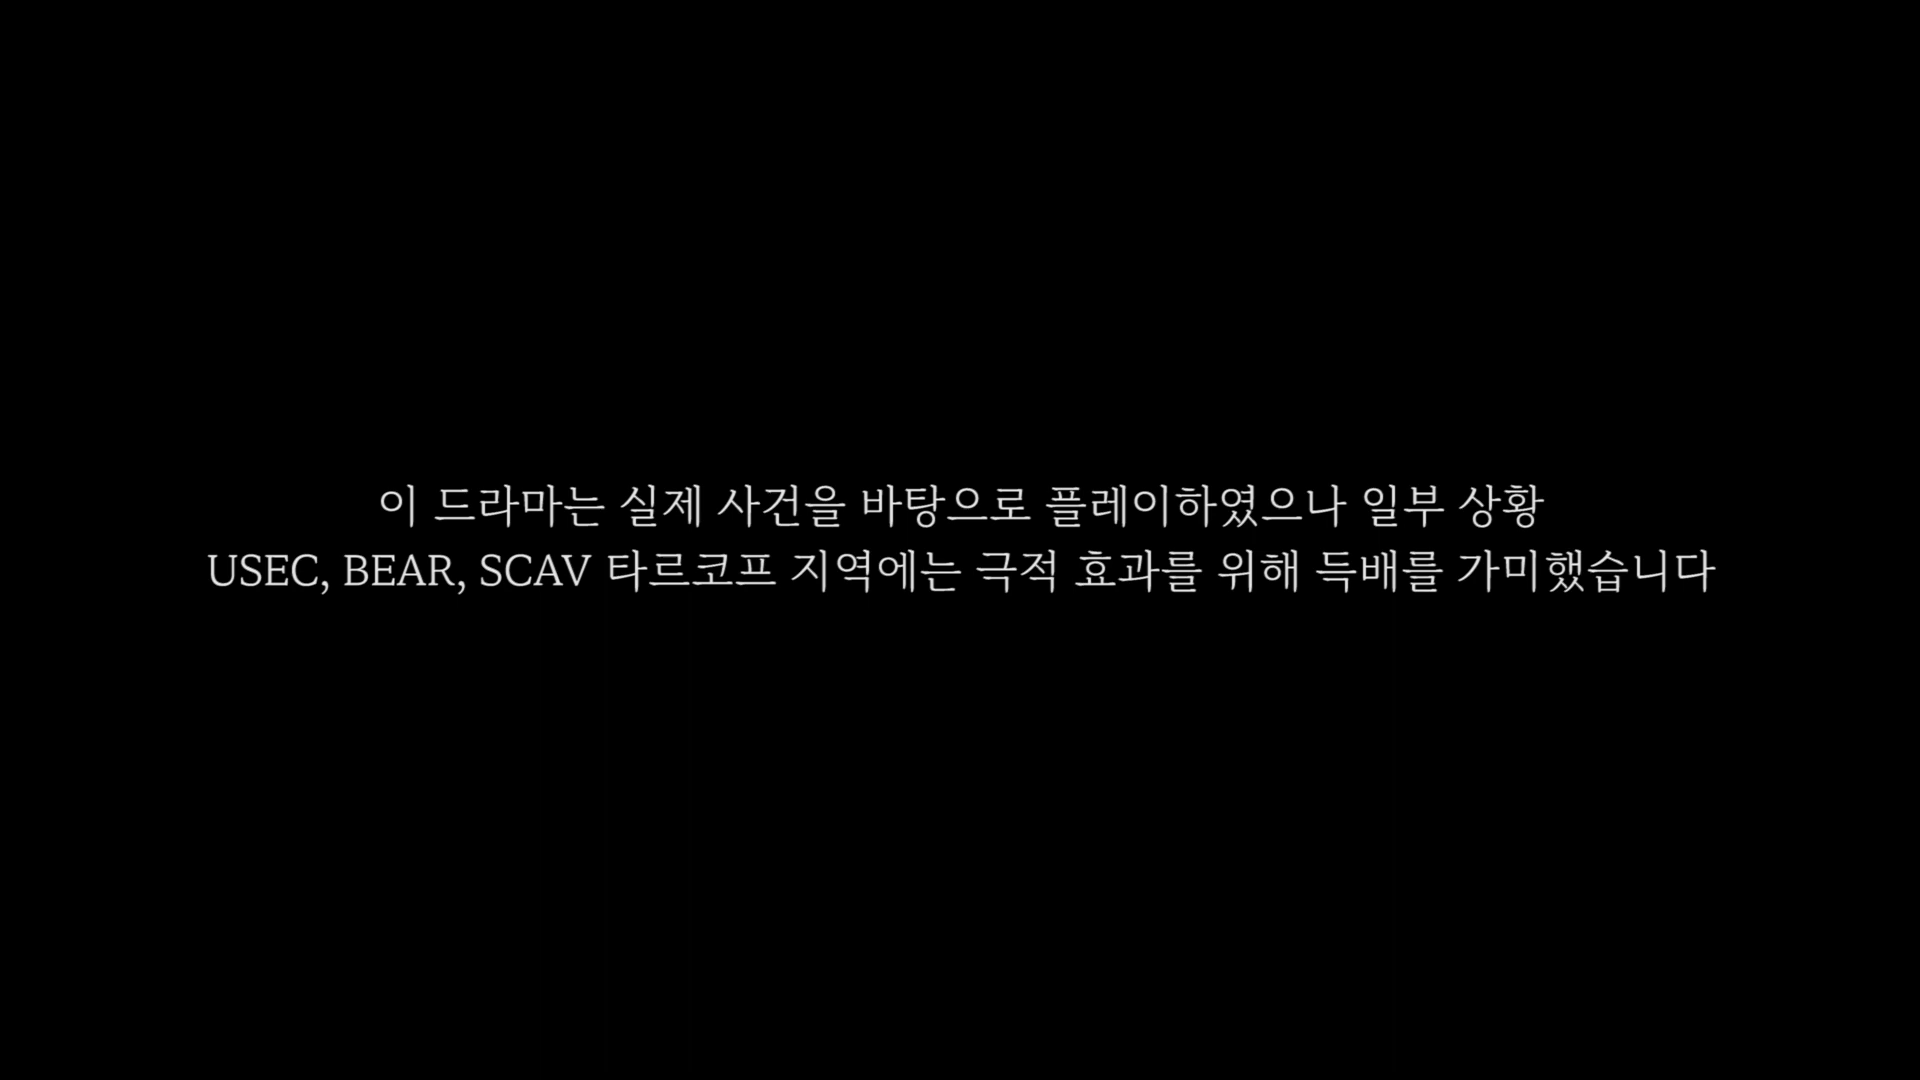 이 드라마는 실제 사건을 바탕으로 플레이하였으나 일부 상황
USEC, BEAR, SCAV 타르코프 지역에는 극적 효과를 위해 득배를 가미했습니다